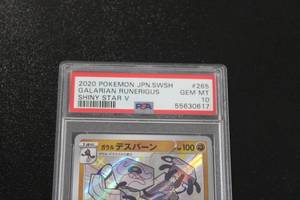 2020 POKEMON JPN.SWSH #265
GALARIAN RUNERIGUS GEM MT
SHINY STAR V PSA 10
55630617
ガラル デスバーン 100